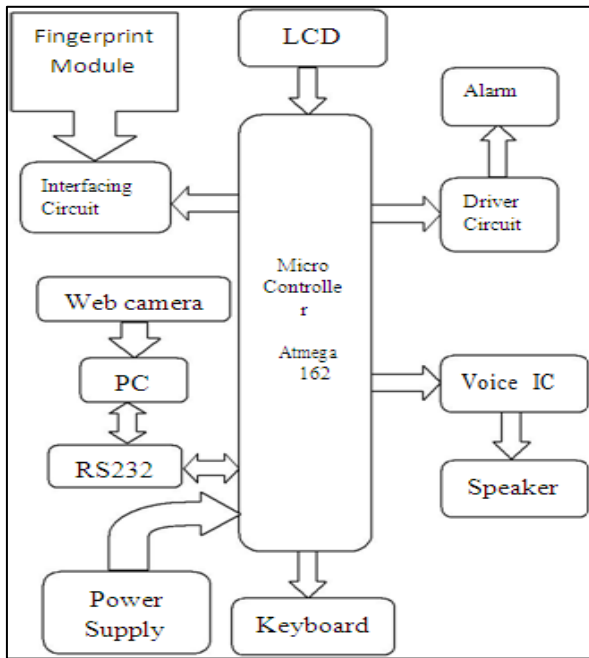 Fingerprint
Module
LCD
Alarm
Interfacing
Circuit
Driver
Circuit
Micro
Controlle
r
Atmega
162
Web camera
PC
RS232
Voice IC
Speaker
Power
Supply
Keyboard